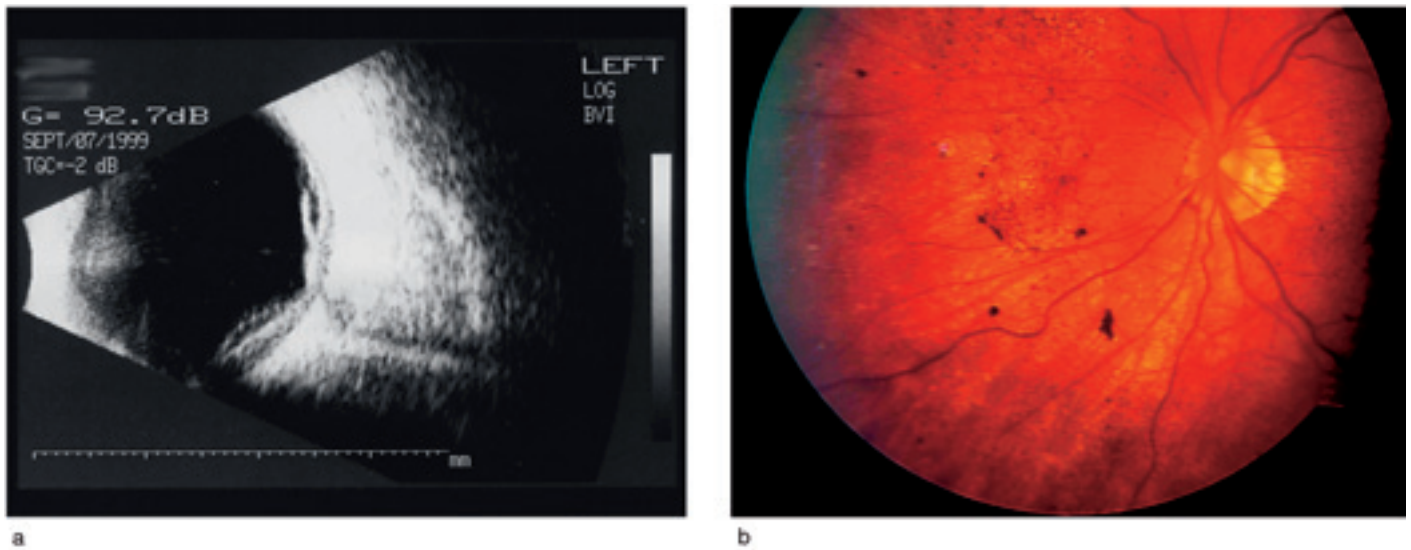 LEFT
LOG
BVI
G= 92.7dB
SEPT/07/1999
TGC=-2 dB
mm
a
b